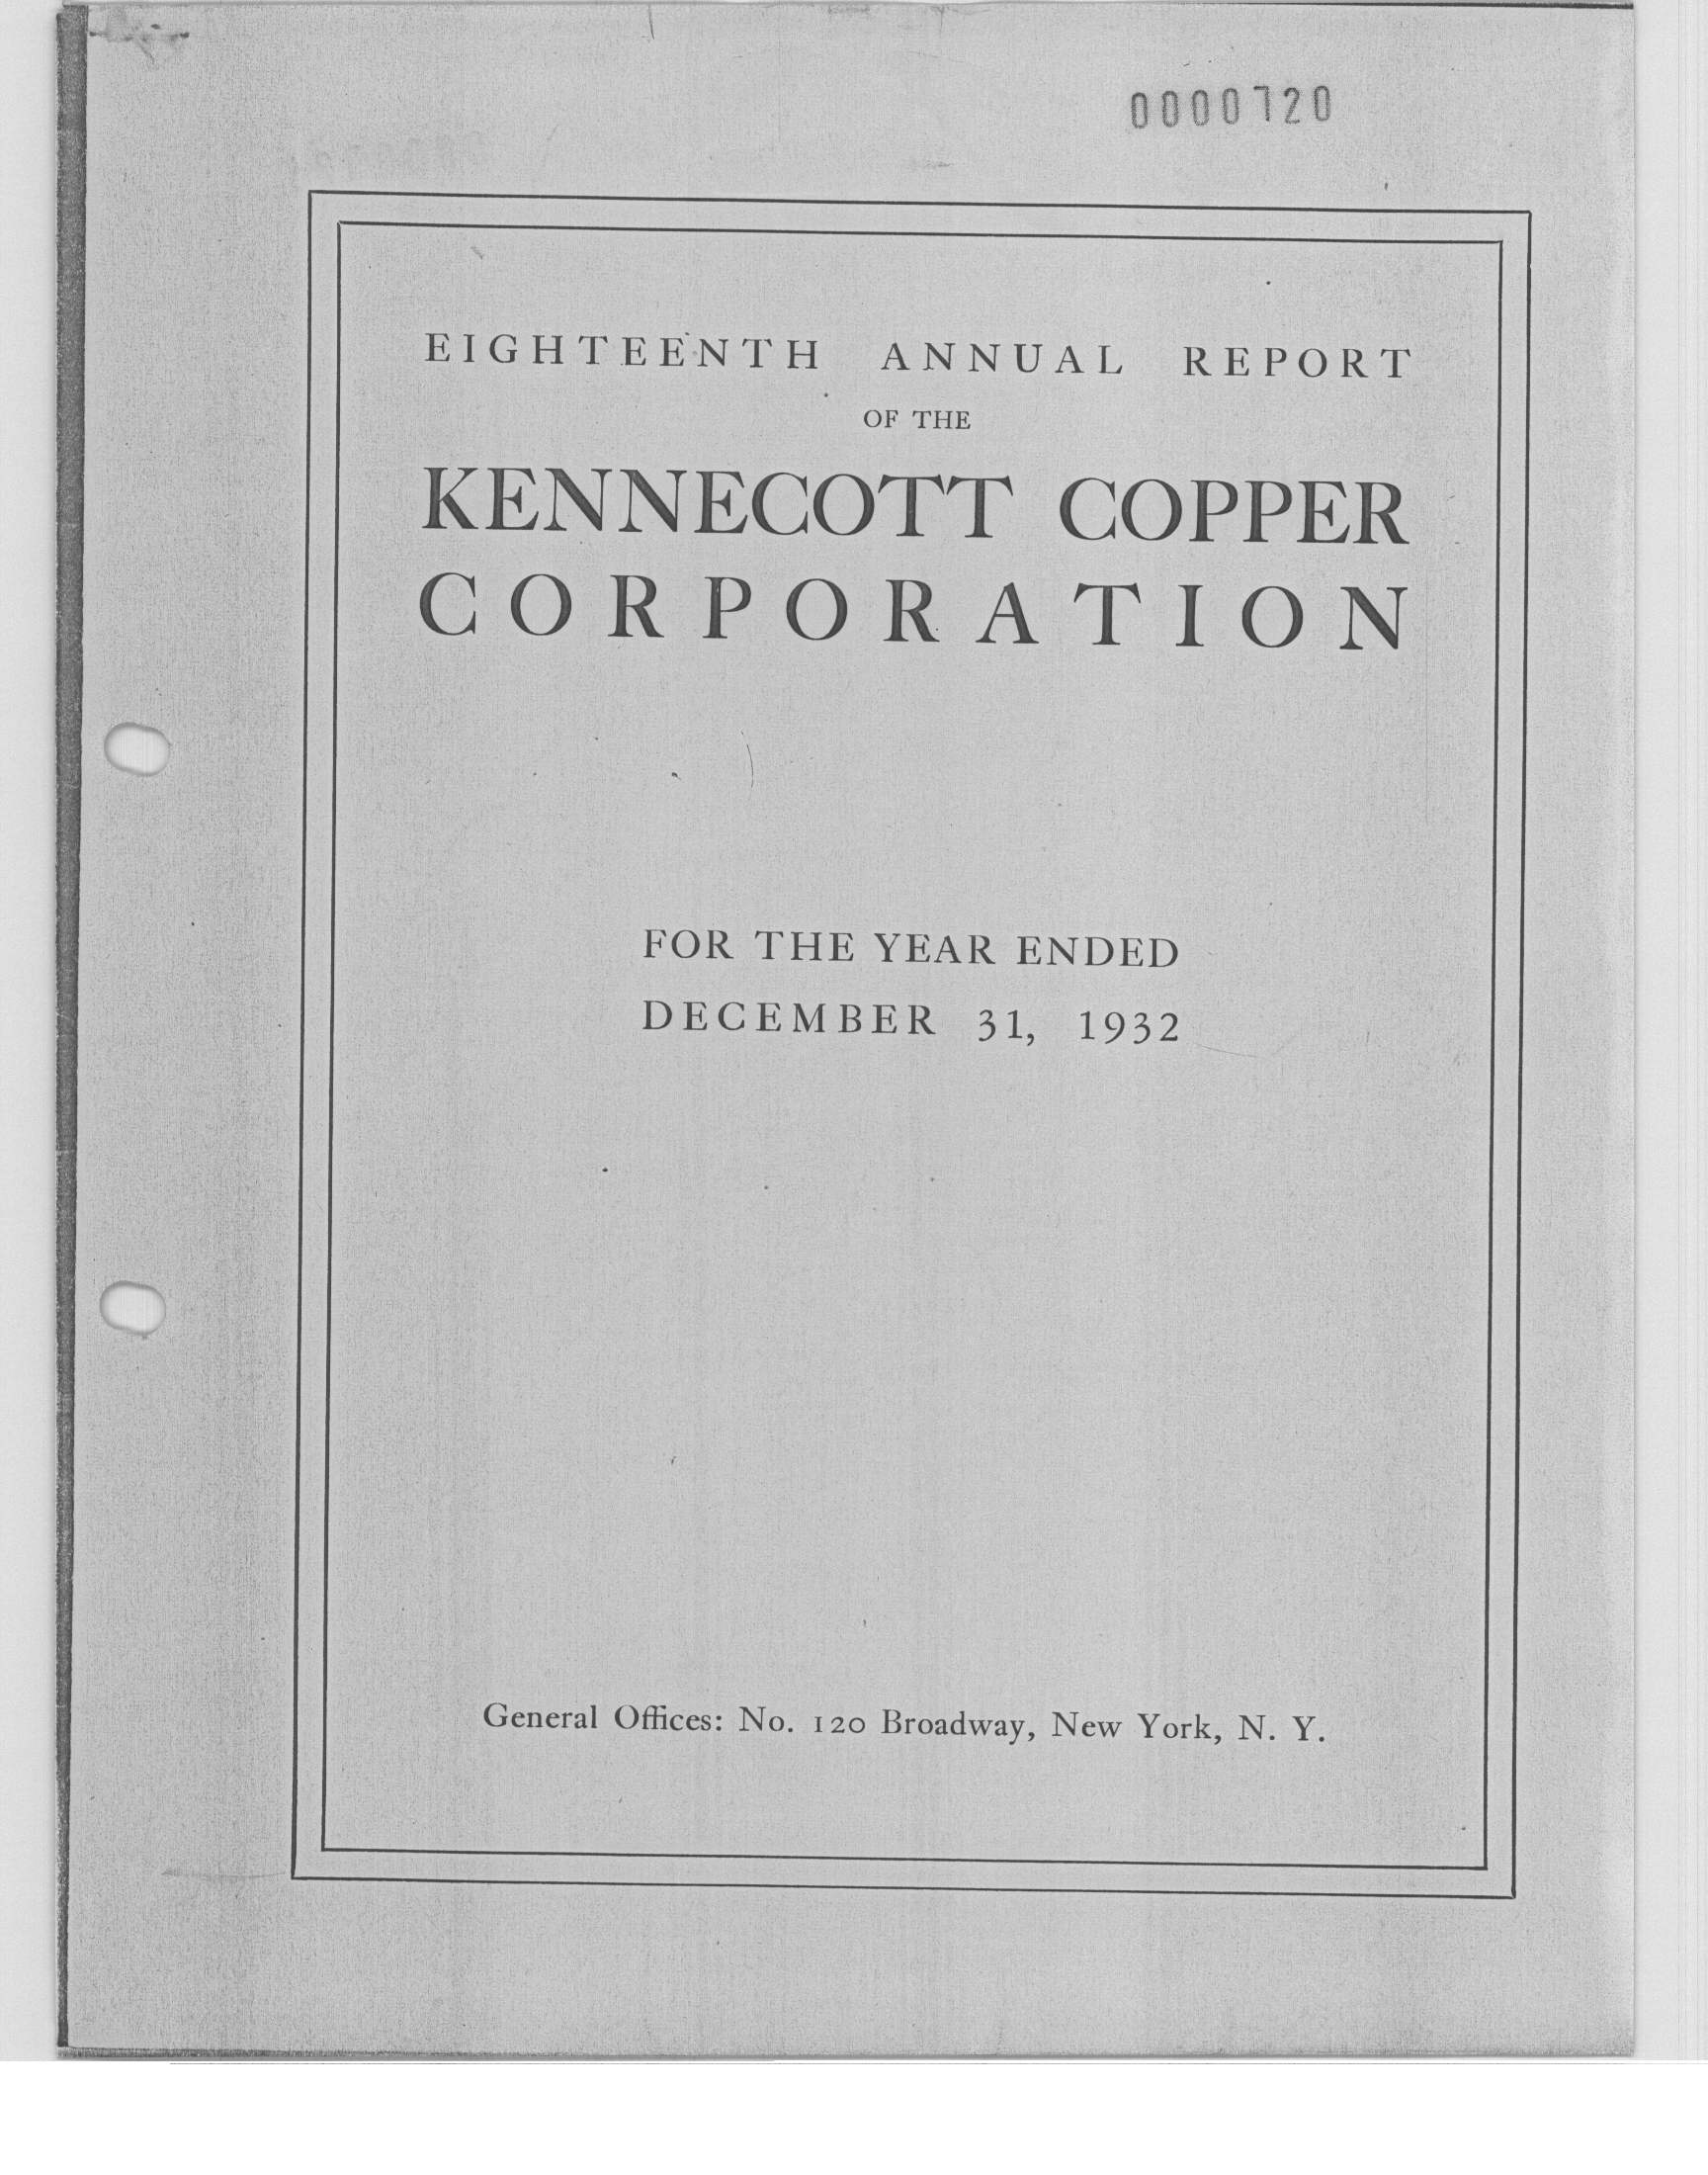 0000720
EIGHTEENTH ANNUAL REPORT
OF THE
KENNECOTT COPPER
CORPORATION
FOR THE YEAR ENDED
DECEMBER 31, 1932
General Offices: No. 120 Broadway, New York, N. Y.